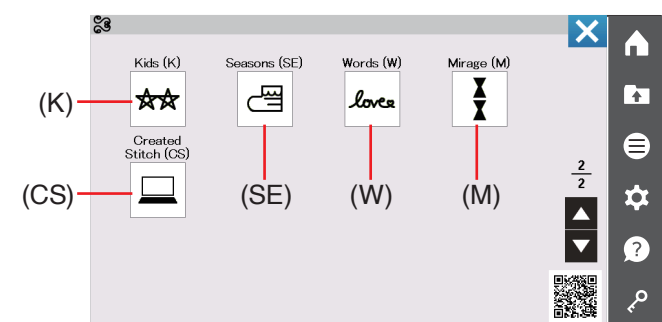 Kids (K)
Seasons (SE)
Words (W)
Mirage (M)
love
(K)
Created
Stitch (CS)
(CS)
(SE)
(W)
(M)
2
2
?